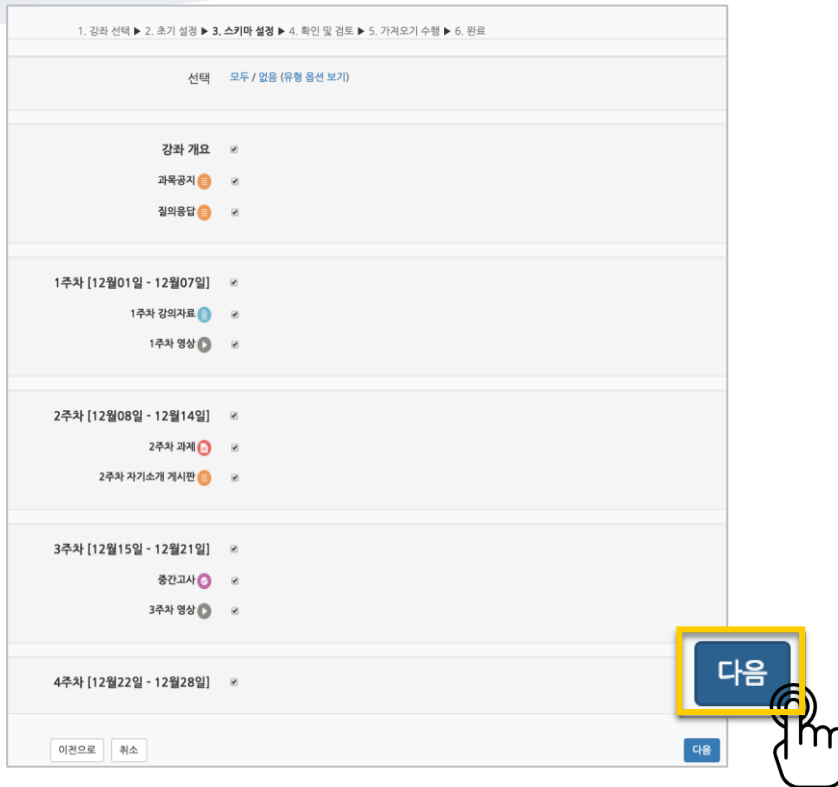 1. 강좌 선택 ▶ 2. 초기 설정 ▶ 3. 스키마 설정 ▶ 4. 확인 및 검토 ▶ 5. 가져오기 수행 ▶ 6. 완료
선택 모두 / 없음 (유형 옵션 보기)
강좌 개요
과목공지
질의응답
1주차 [12월01일 - 12월07일]
1주차 강의자료
1주차 영상
2주차 [12월08일 - 12월14일]
2주차 과제
2주차 자기소개 게시판
3주차 [12월15일 - 12월21일]
중간고사
3주차 영상
4주차 [12월22일 - 12월28일]
다음
이전으로 취소 다음